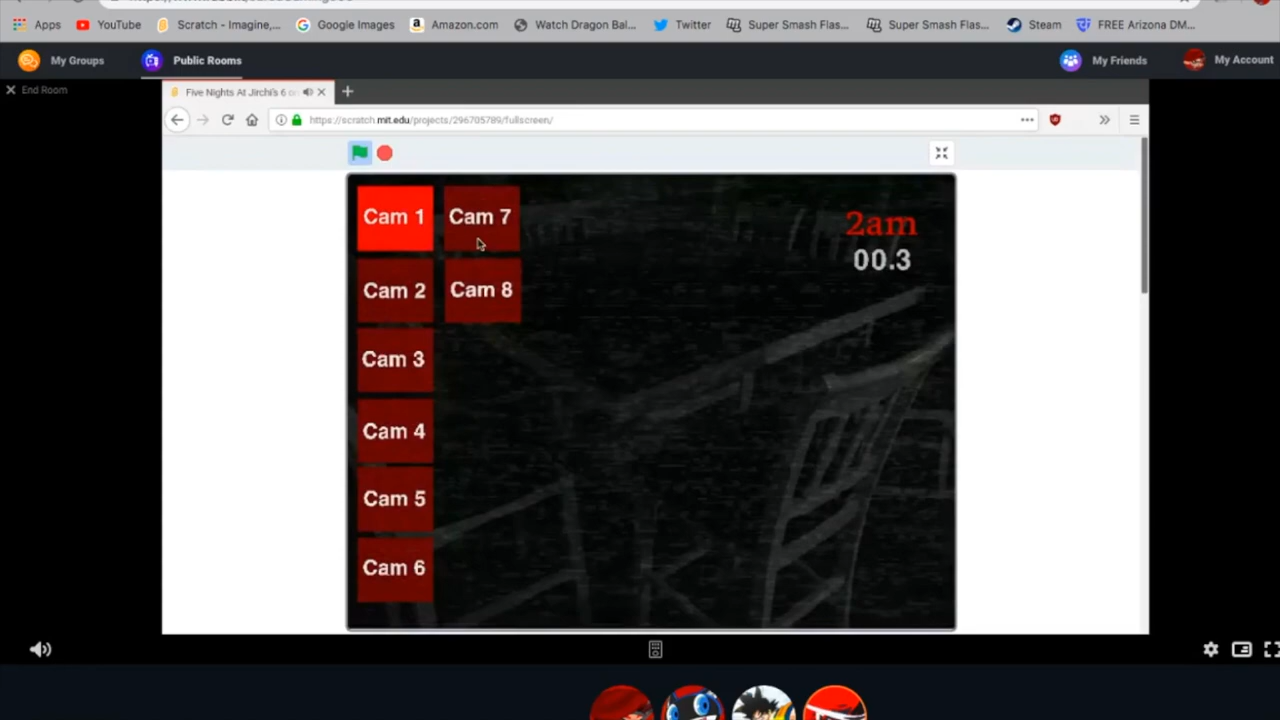 Apps YouTube Scratch - Imagine,... Google Images Amazon.com Watch Dragon Bal... Twitter Super Smash Flas... Super Smash Flas... Steam FREE Arizona DM...
My Groups Public Rooms My Friends My Account
End Room
Five Nights At Jirchi's 6 on
https://scratch.mit.edu/projects/296705789/fullscreen/
Cam 1 Cam 7
2am
00.3
Cam 2 Cam 8
Cam 3
Cam 4
Cam 5
Cam 6